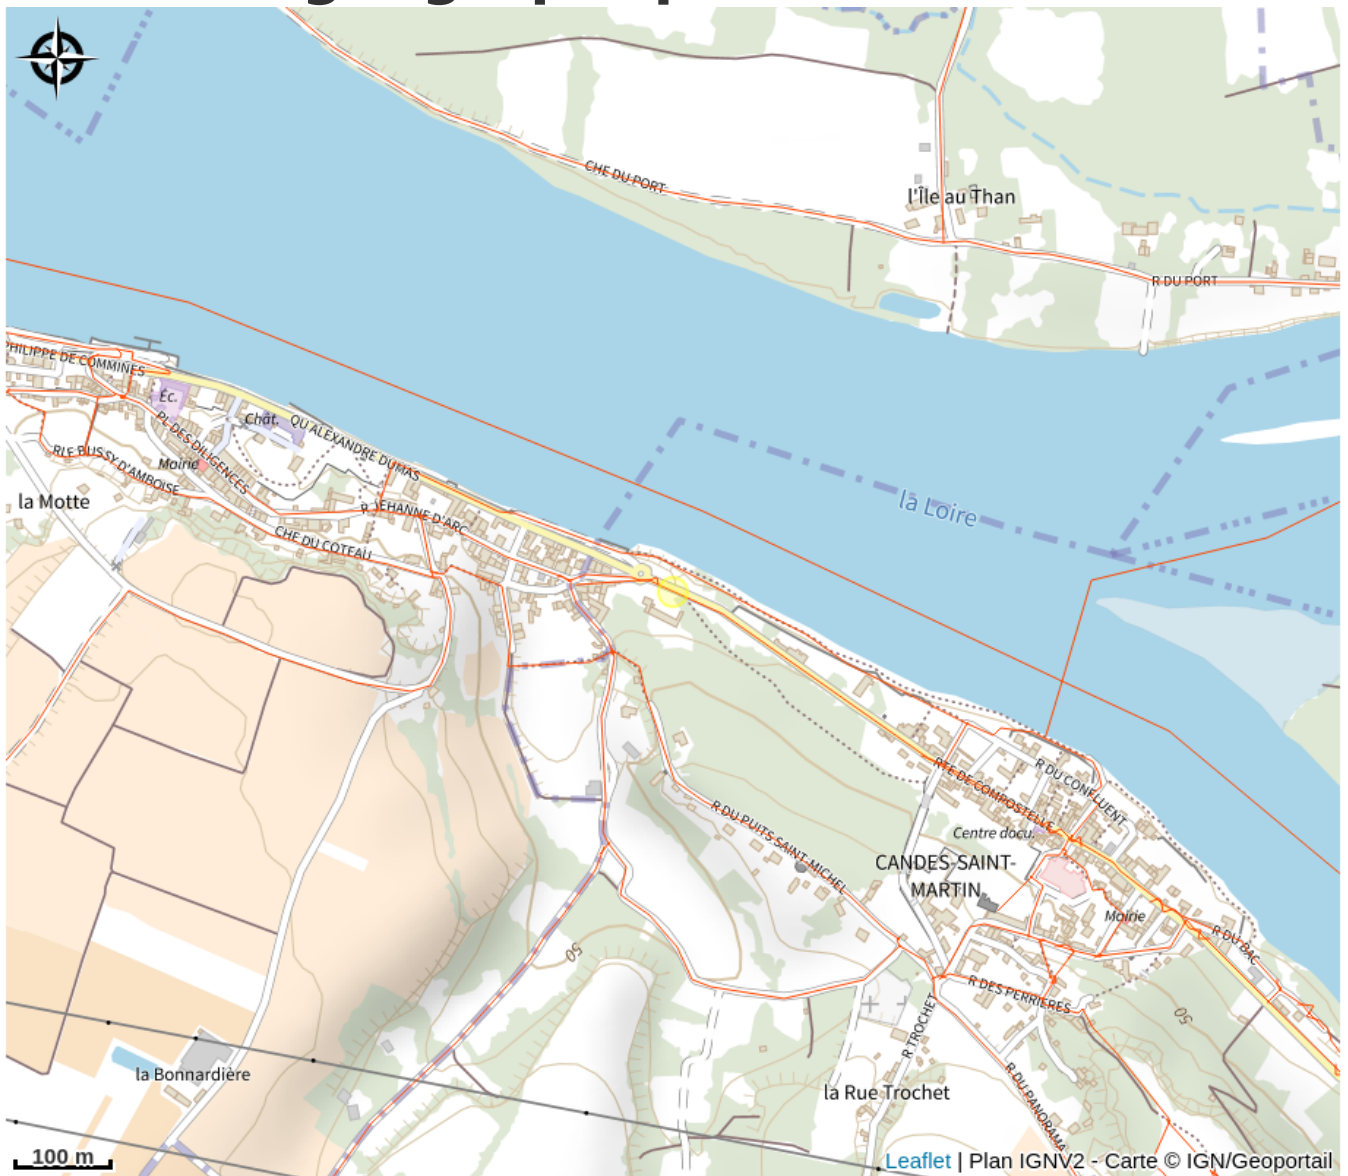 CHE DU PORT
l'Île au Than
R DU PORT
PHILIPPE DE COMMINES
Éc.
Chât.
QU ALEXANDRE DUMAS
PL DES DILIGENCES
Mairie
RLE BUSSY D'AMBOISE
la Motte
R JEHANNE D'ARC
CHE DU COTEAU
la Loire
R DU CONFLUENT
RTE DE COMPOSTELLE
Centre docu.
R DU PUITS SAINT-MICHEL
CANDES-SAINT-
MARTIN
Mairie
R DU BAC
50
R DES PERRIERES
50
R TROCHET
la Bonnardière
la Rue Trochet
R DU PANORAMA
100 m
Leaflet | Plan IGNV2 - Carte © IGN/Geoportail